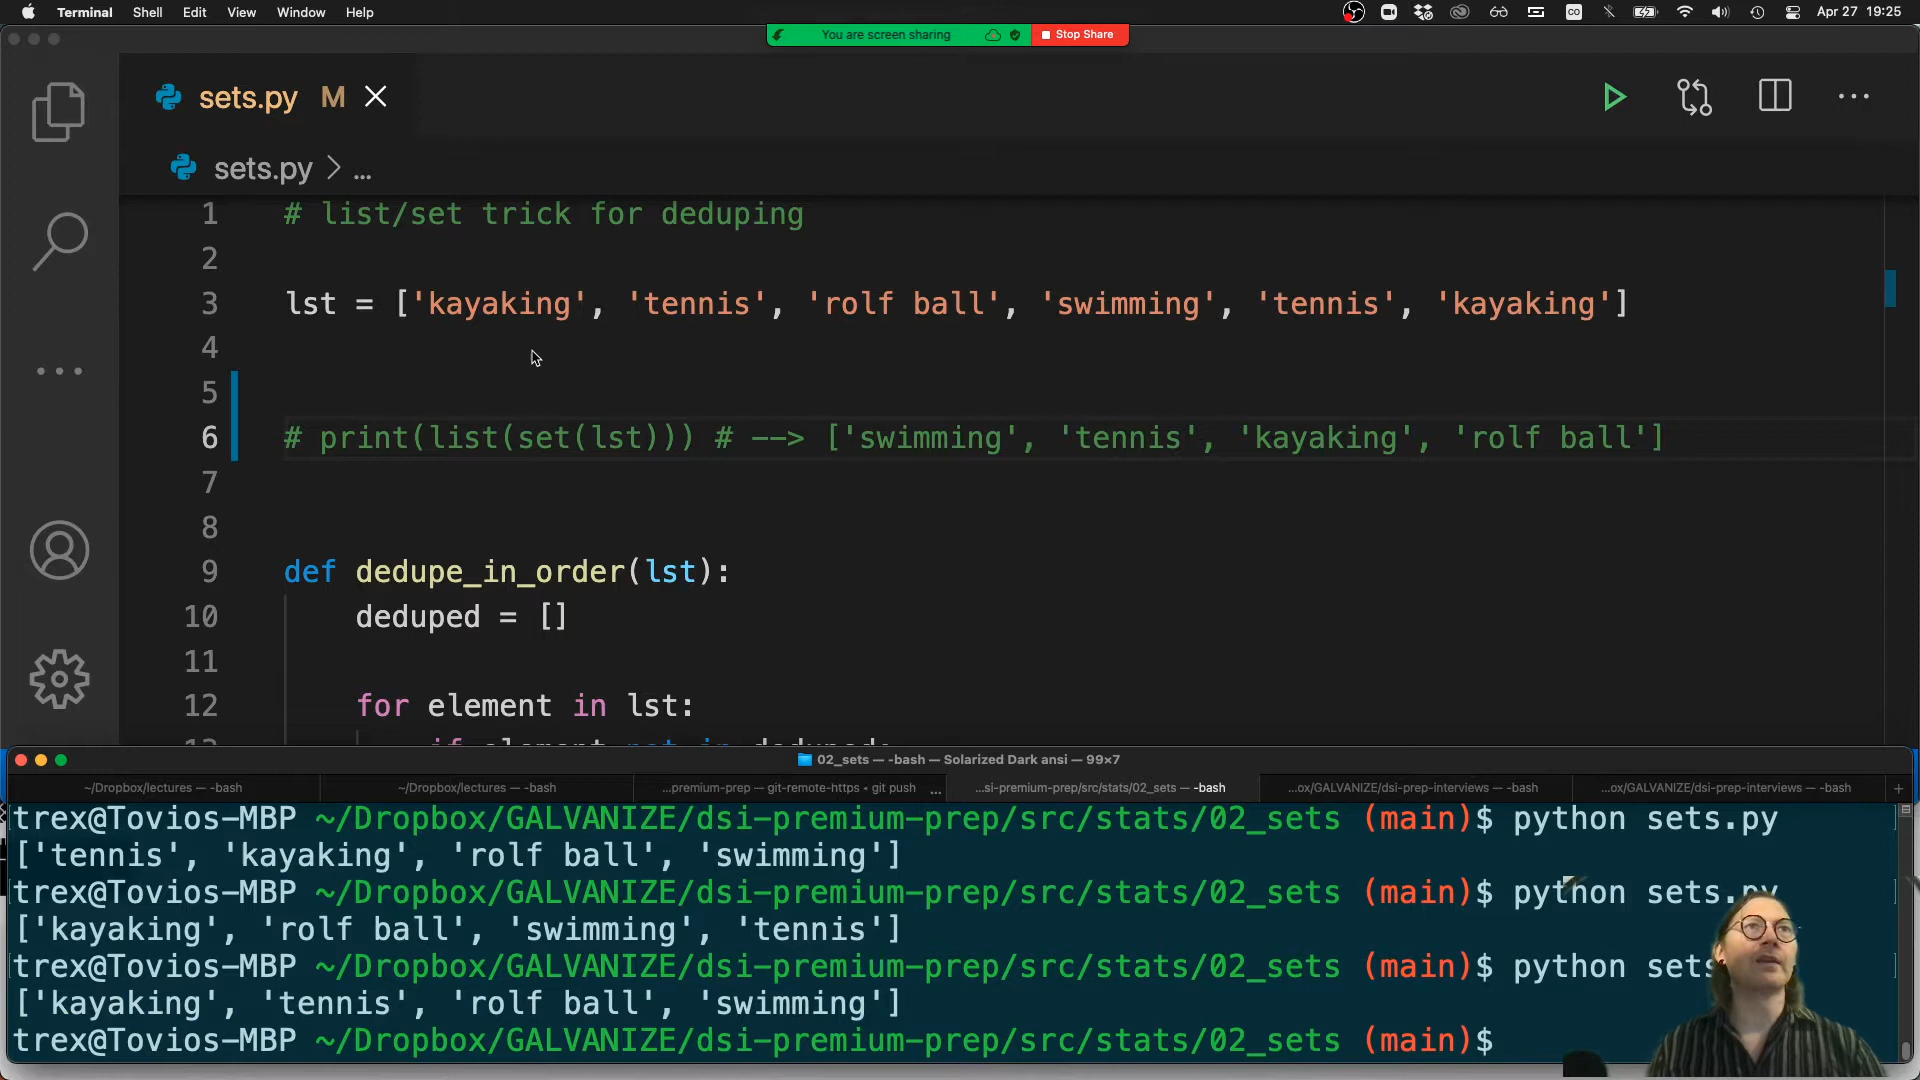 Terminal Shell Edit View Window Help Apr 27 19:25
You are screen sharing Stop Share
sets.py M
sets.py > ...
1 # list/set trick for deduping
2
3 lst = ['kayaking', 'tennis', 'rolf ball', 'swimming', 'tennis', 'kayaking']
4
5
6 # print(list(set(lst))) # --> ['swimming', 'tennis', 'kayaking', 'rolf ball']
7
8
9 def dedupe_in_order(lst):
10 deduped = []
11
12 for element in lst:
if element not in deduped:
02_sets — -bash — Solarized Dark ansi — 99×7
~/Dropbox/lectures — -bash ~/Dropbox/lectures — -bash ...premium-prep — git-remote-https • git push ... ...si-premium-prep/src/stats/02_sets — -bash ...ox/GALVANIZE/dsi-prep-interviews — -bash ...ox/GALVANIZE/dsi-prep-interviews — -bash +
trex@Tovios-MBP ~/Dropbox/GALVANIZE/dsi-premium-prep/src/stats/02_sets (main)$ python sets.py
['tennis', 'kayaking', 'rolf ball', 'swimming']
trex@Tovios-MBP ~/Dropbox/GALVANIZE/dsi-premium-prep/src/stats/02_sets (main)$ python sets.py
['kayaking', 'rolf ball', 'swimming', 'tennis']
trex@Tovios-MBP ~/Dropbox/GALVANIZE/dsi-premium-prep/src/stats/02_sets (main)$ python sets
['kayaking', 'tennis', 'rolf ball', 'swimming']
trex@Tovios-MBP ~/Dropbox/GALVANIZE/dsi-premium-prep/src/stats/02_sets (main)$